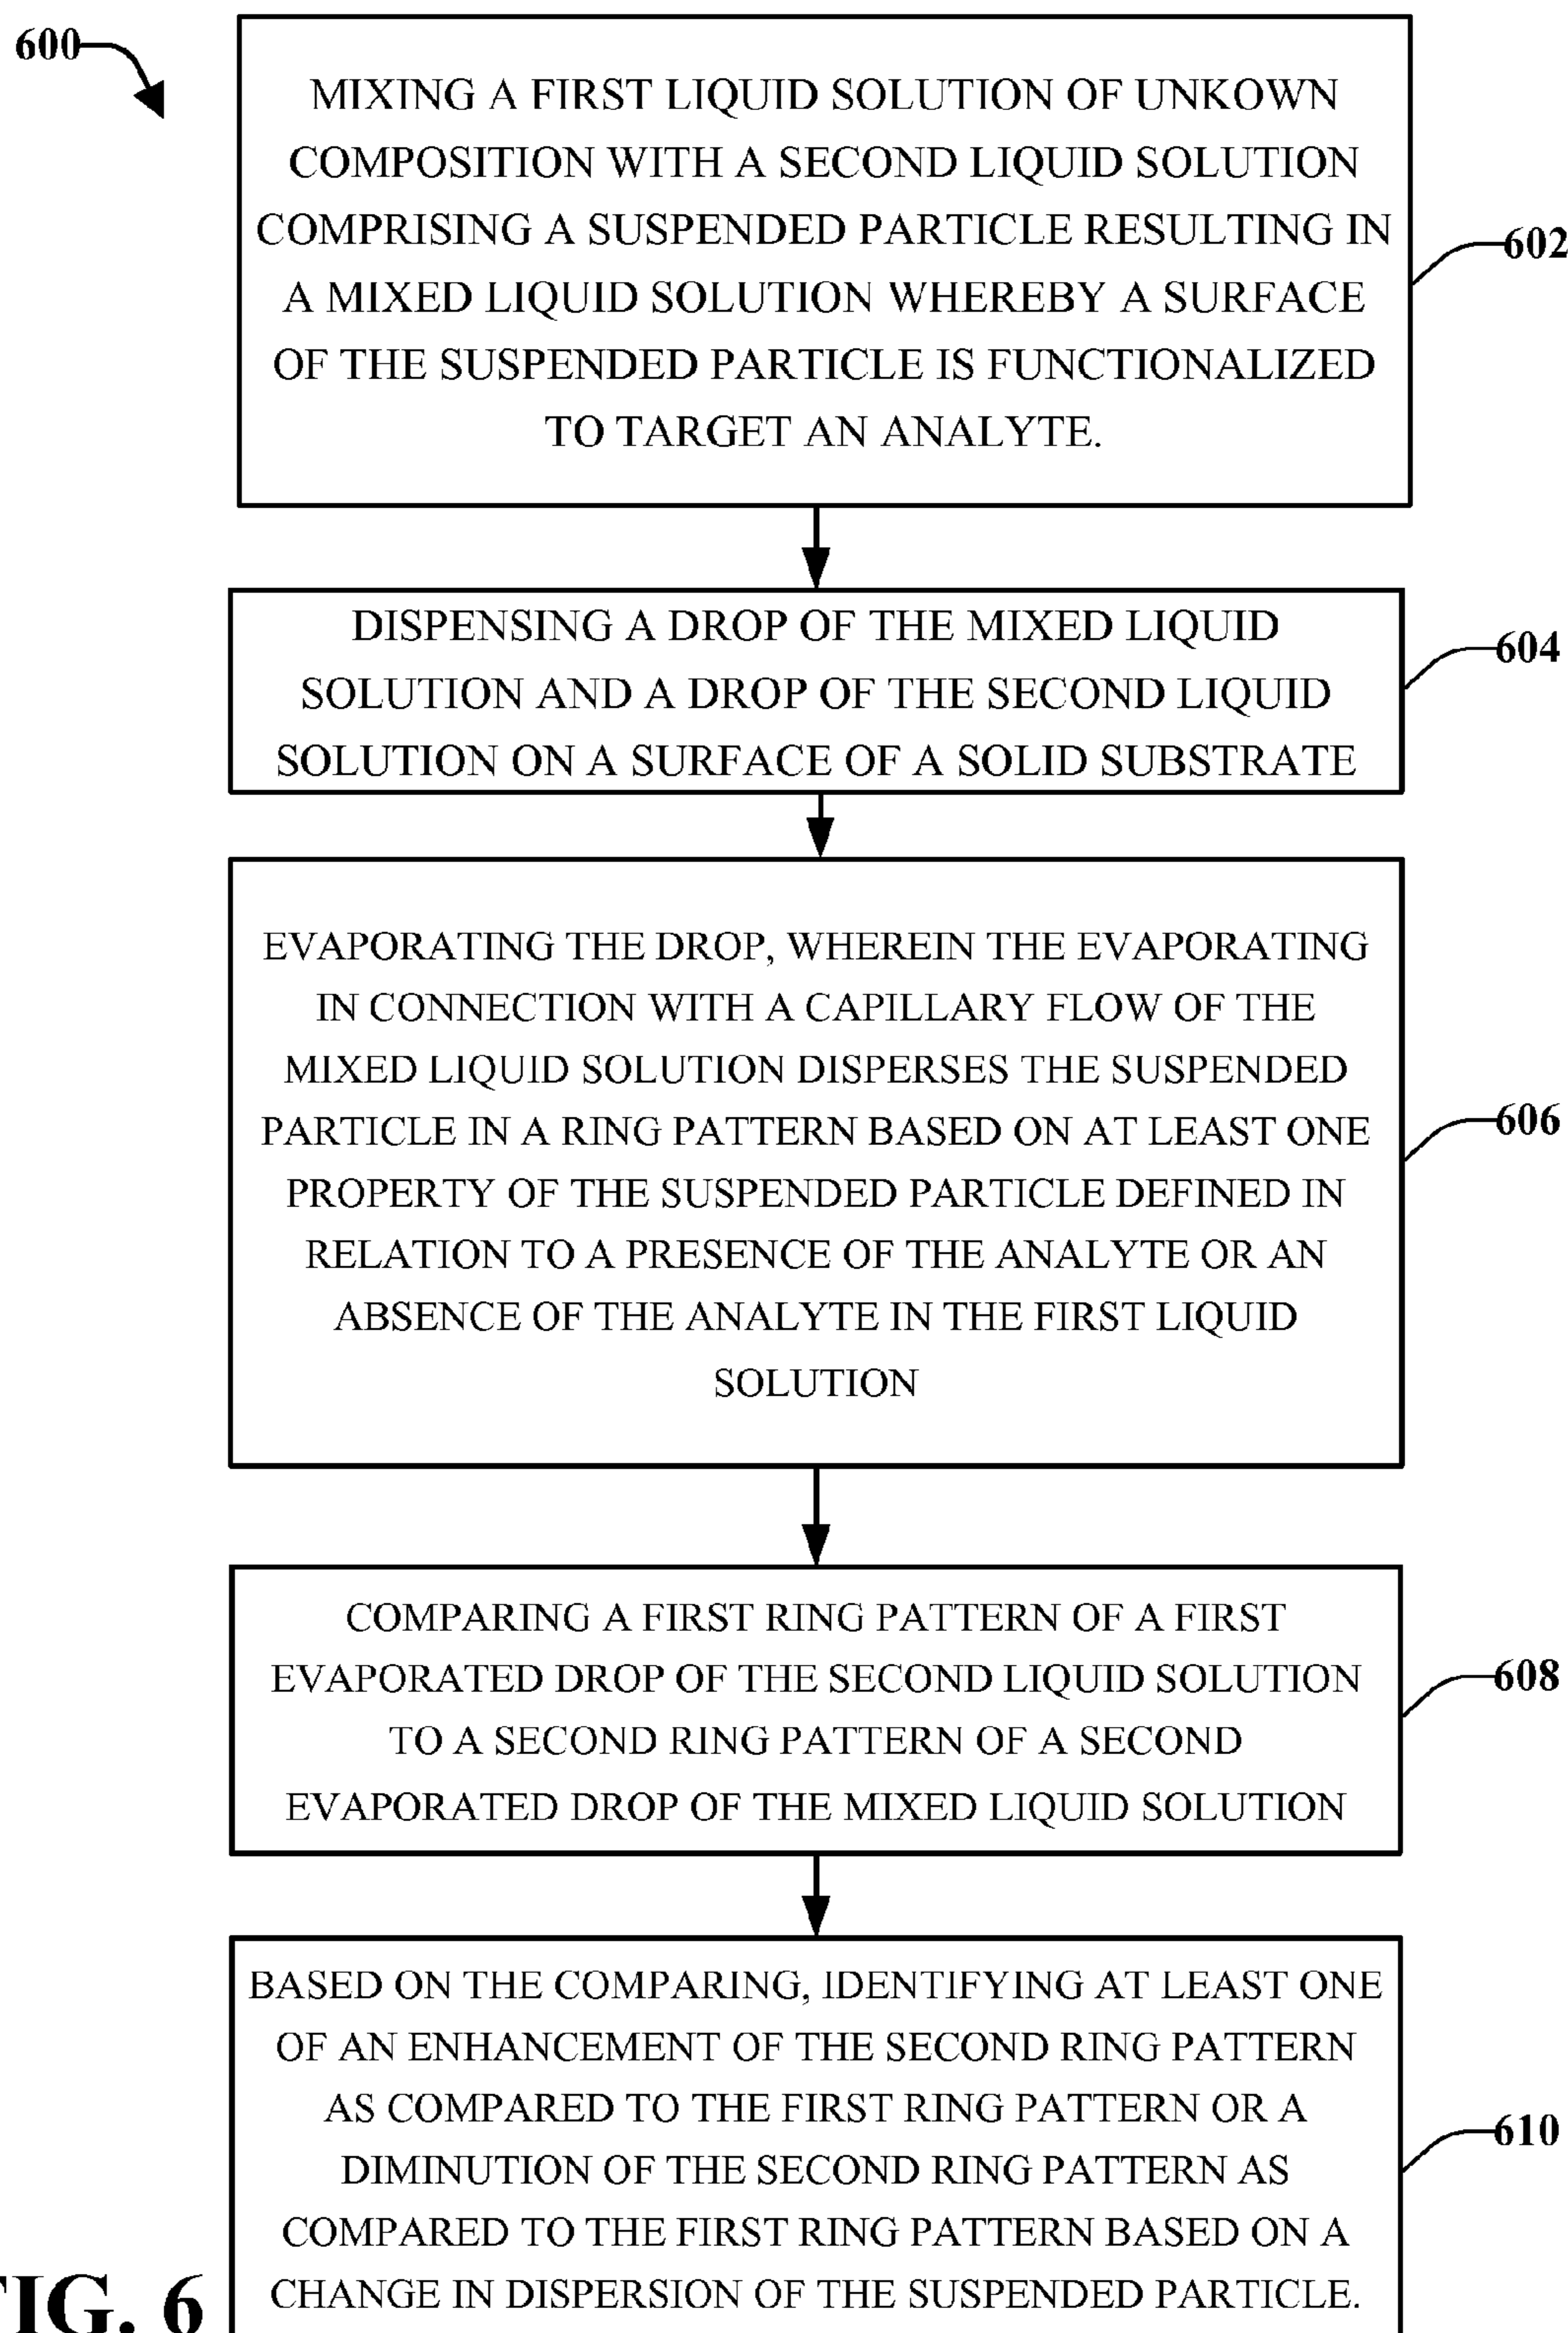 600
MIXING A FIRST LIQUID SOLUTION OF UNKOWN
COMPOSITION WITH A SECOND LIQUID SOLUTION
COMPRISING A SUSPENDED PARTICLE RESULTING IN
A MIXED LIQUID SOLUTION WHEREBY A SURFACE
OF THE SUSPENDED PARTICLE IS FUNCTIONALIZED
TO TARGET AN ANALYTE.
602
DISPENSING A DROP OF THE MIXED LIQUID
SOLUTION AND A DROP OF THE SECOND LIQUID
SOLUTION ON A SURFACE OF A SOLID SUBSTRATE
604
EVAPORATING THE DROP, WHEREIN THE EVAPORATING
IN CONNECTION WITH A CAPILLARY FLOW OF THE
MIXED LIQUID SOLUTION DISPERSES THE SUSPENDED
PARTICLE IN A RING PATTERN BASED ON AT LEAST ONE
PROPERTY OF THE SUSPENDED PARTICLE DEFINED IN
RELATION TO A PRESENCE OF THE ANALYTE OR AN
ABSENCE OF THE ANALYTE IN THE FIRST LIQUID
SOLUTION
606
COMPARING A FIRST RING PATTERN OF A FIRST
EVAPORATED DROP OF THE SECOND LIQUID SOLUTION
TO A SECOND RING PATTERN OF A SECOND
EVAPORATED DROP OF THE MIXED LIQUID SOLUTION
608
BASED ON THE COMPARING, IDENTIFYING AT LEAST ONE
OF AN ENHANCEMENT OF THE SECOND RING PATTERN
AS COMPARED TO THE FIRST RING PATTERN OR A
DIMINUTION OF THE SECOND RING PATTERN AS
COMPARED TO THE FIRST RING PATTERN BASED ON A
CHANGE IN DISPERSION OF THE SUSPENDED PARTICLE.
610
IG. 6